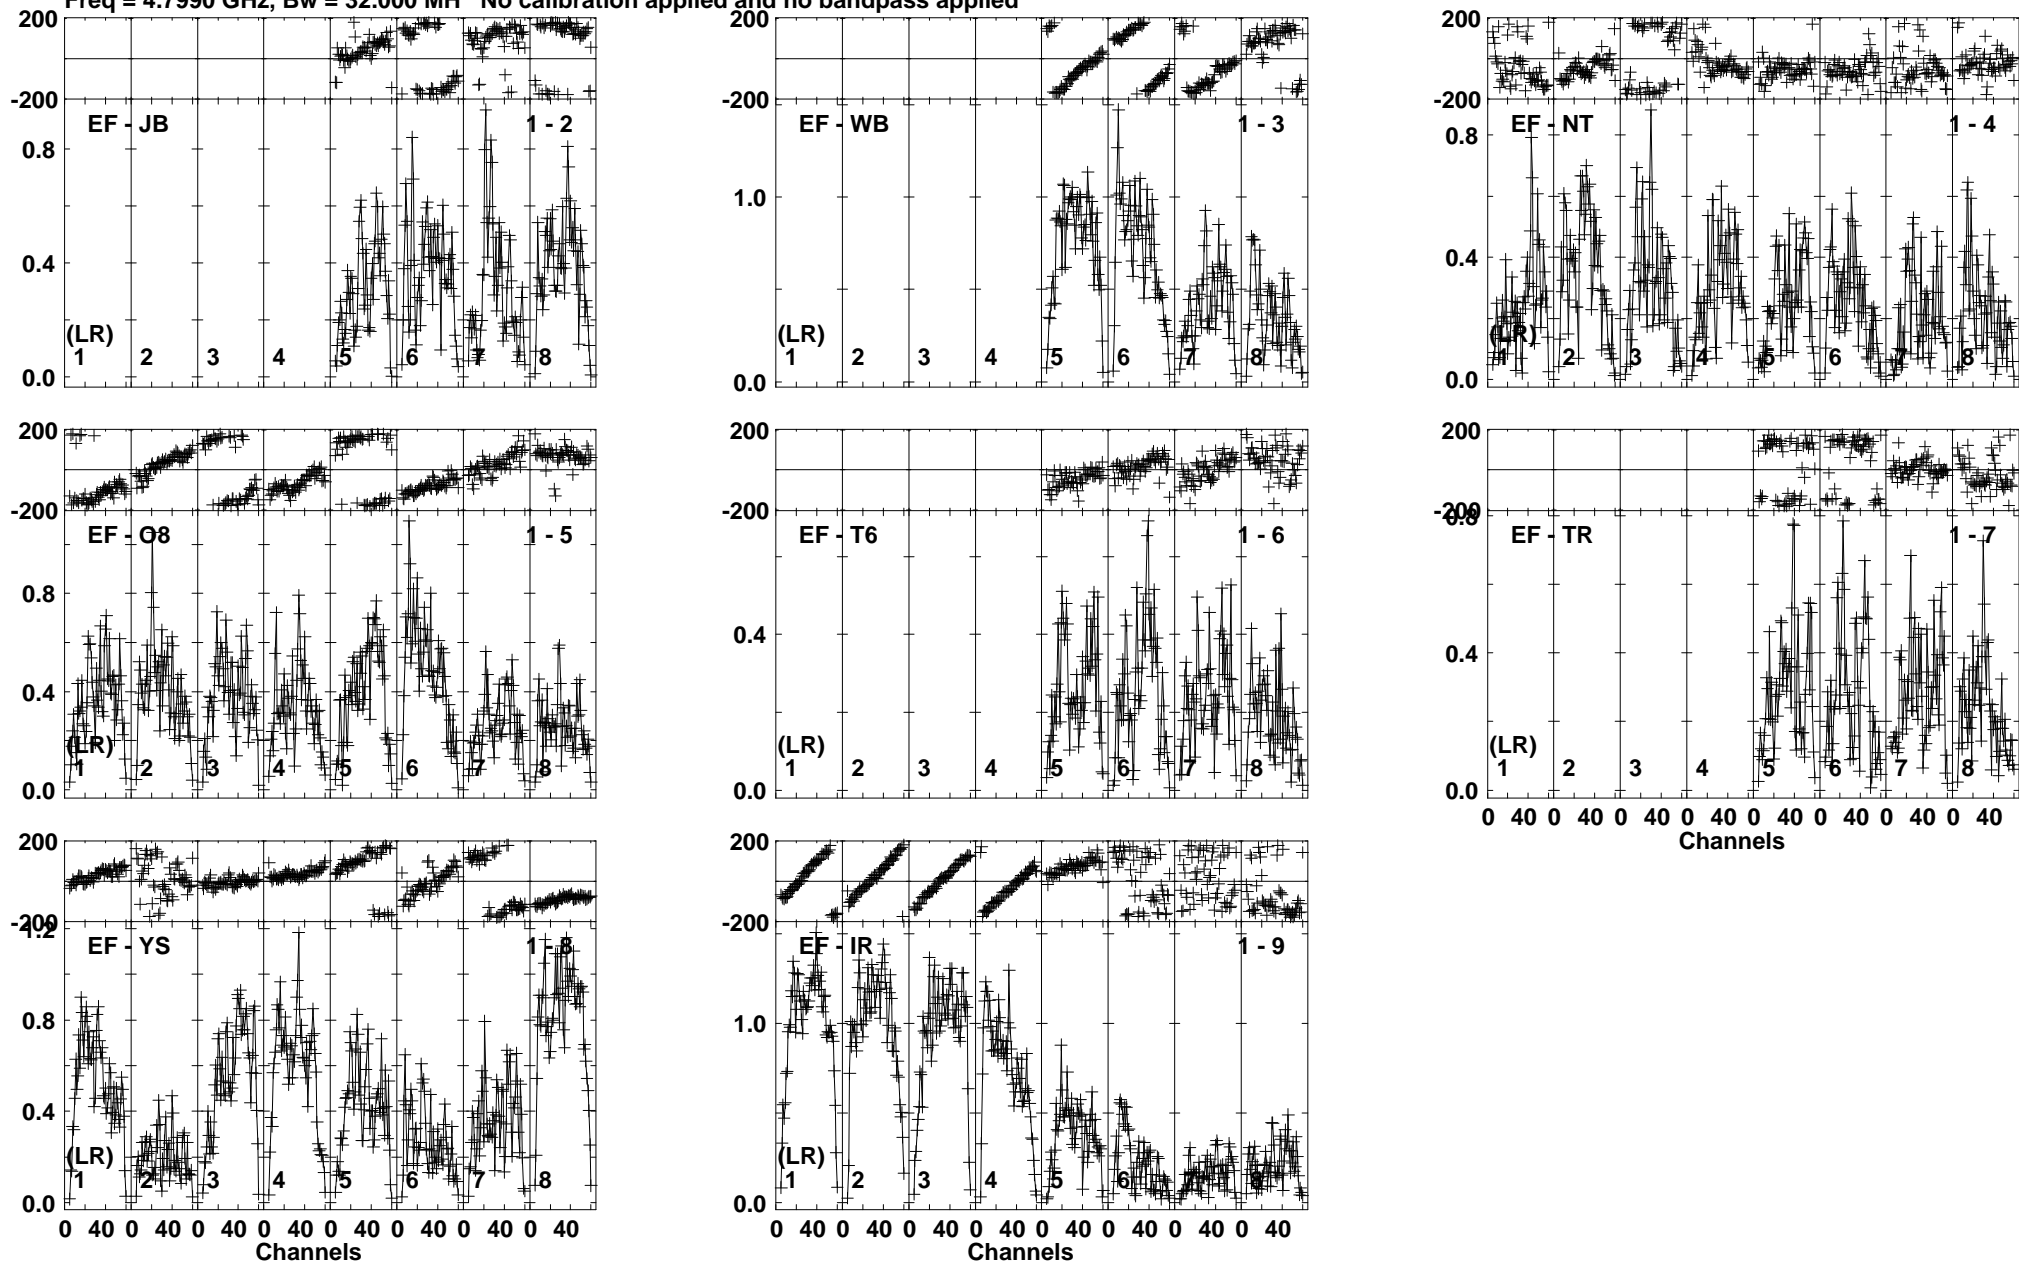 Freq = 4.7990 GHz, Bw = 32.000 MH No calibration applied and no bandpass applied
200 200 200
-200 -200 -200
EF - JB 1 - 2 EF - WB 1 - 3 EF - NT 1 - 4
0.8 1.0 0.8
0.4 0.4
(LR) (LR) (LR)
1 2 3 4 5 6 7 8 1 2 3 4 5 6 7 8 1 2 3 4 5 6 7 8
0.0 0.0 0.0
200 200 200
-200 -200 -200
0.8
EF - O8 1 - 5 EF - T6 1 - 6 EF - TR 1 - 7
0.8
0.4 0.4 0.4
(LR) (LR) (LR)
1 2 3 4 5 6 7 8 1 2 3 4 5 6 7 8 1 2 3 4 5 6 7 8
0.0 0.0 0.0
0 40 0 40 0 40 0 40 0 40 0 40 0 40 0 40
Channels
200 200
-200 -200
1.2
EF - YS 1 - 8 EF - IR 1 - 9
0.8 1.0
0.4
(LR) (LR)
1 2 3 4 5 6 7 8 1 2 3 4 5 6 7 8
0.0 0.0
0 40 0 40 0 40 0 40 0 40 0 40 0 40 0 40 0 40 0 40 0 40 0 40 0 40 0 40 0 40 0 40
Channels Channels